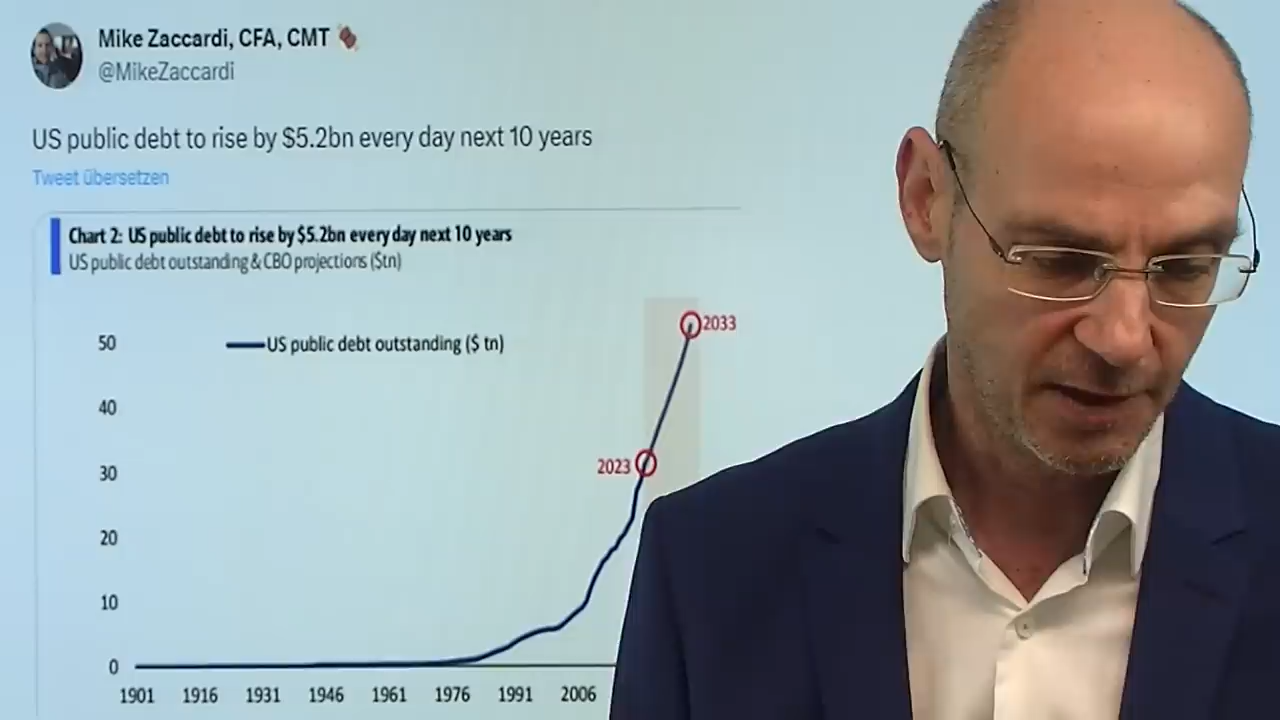 Mike Zaccardi, CFA, CMT
@MikeZaccardi
US public debt to rise by $5.2bn every day next 10 years
Tweet übersetzen
Chart 2: US public debt to rise by $5.2bn every day next 10 years
US public debt outstanding & CBO projections ($tn)
50
US public debt outstanding ($ tn)
2033
40
30
2023
20
10
0
1901
1916
1931
1946
1961
1976
1991
2006